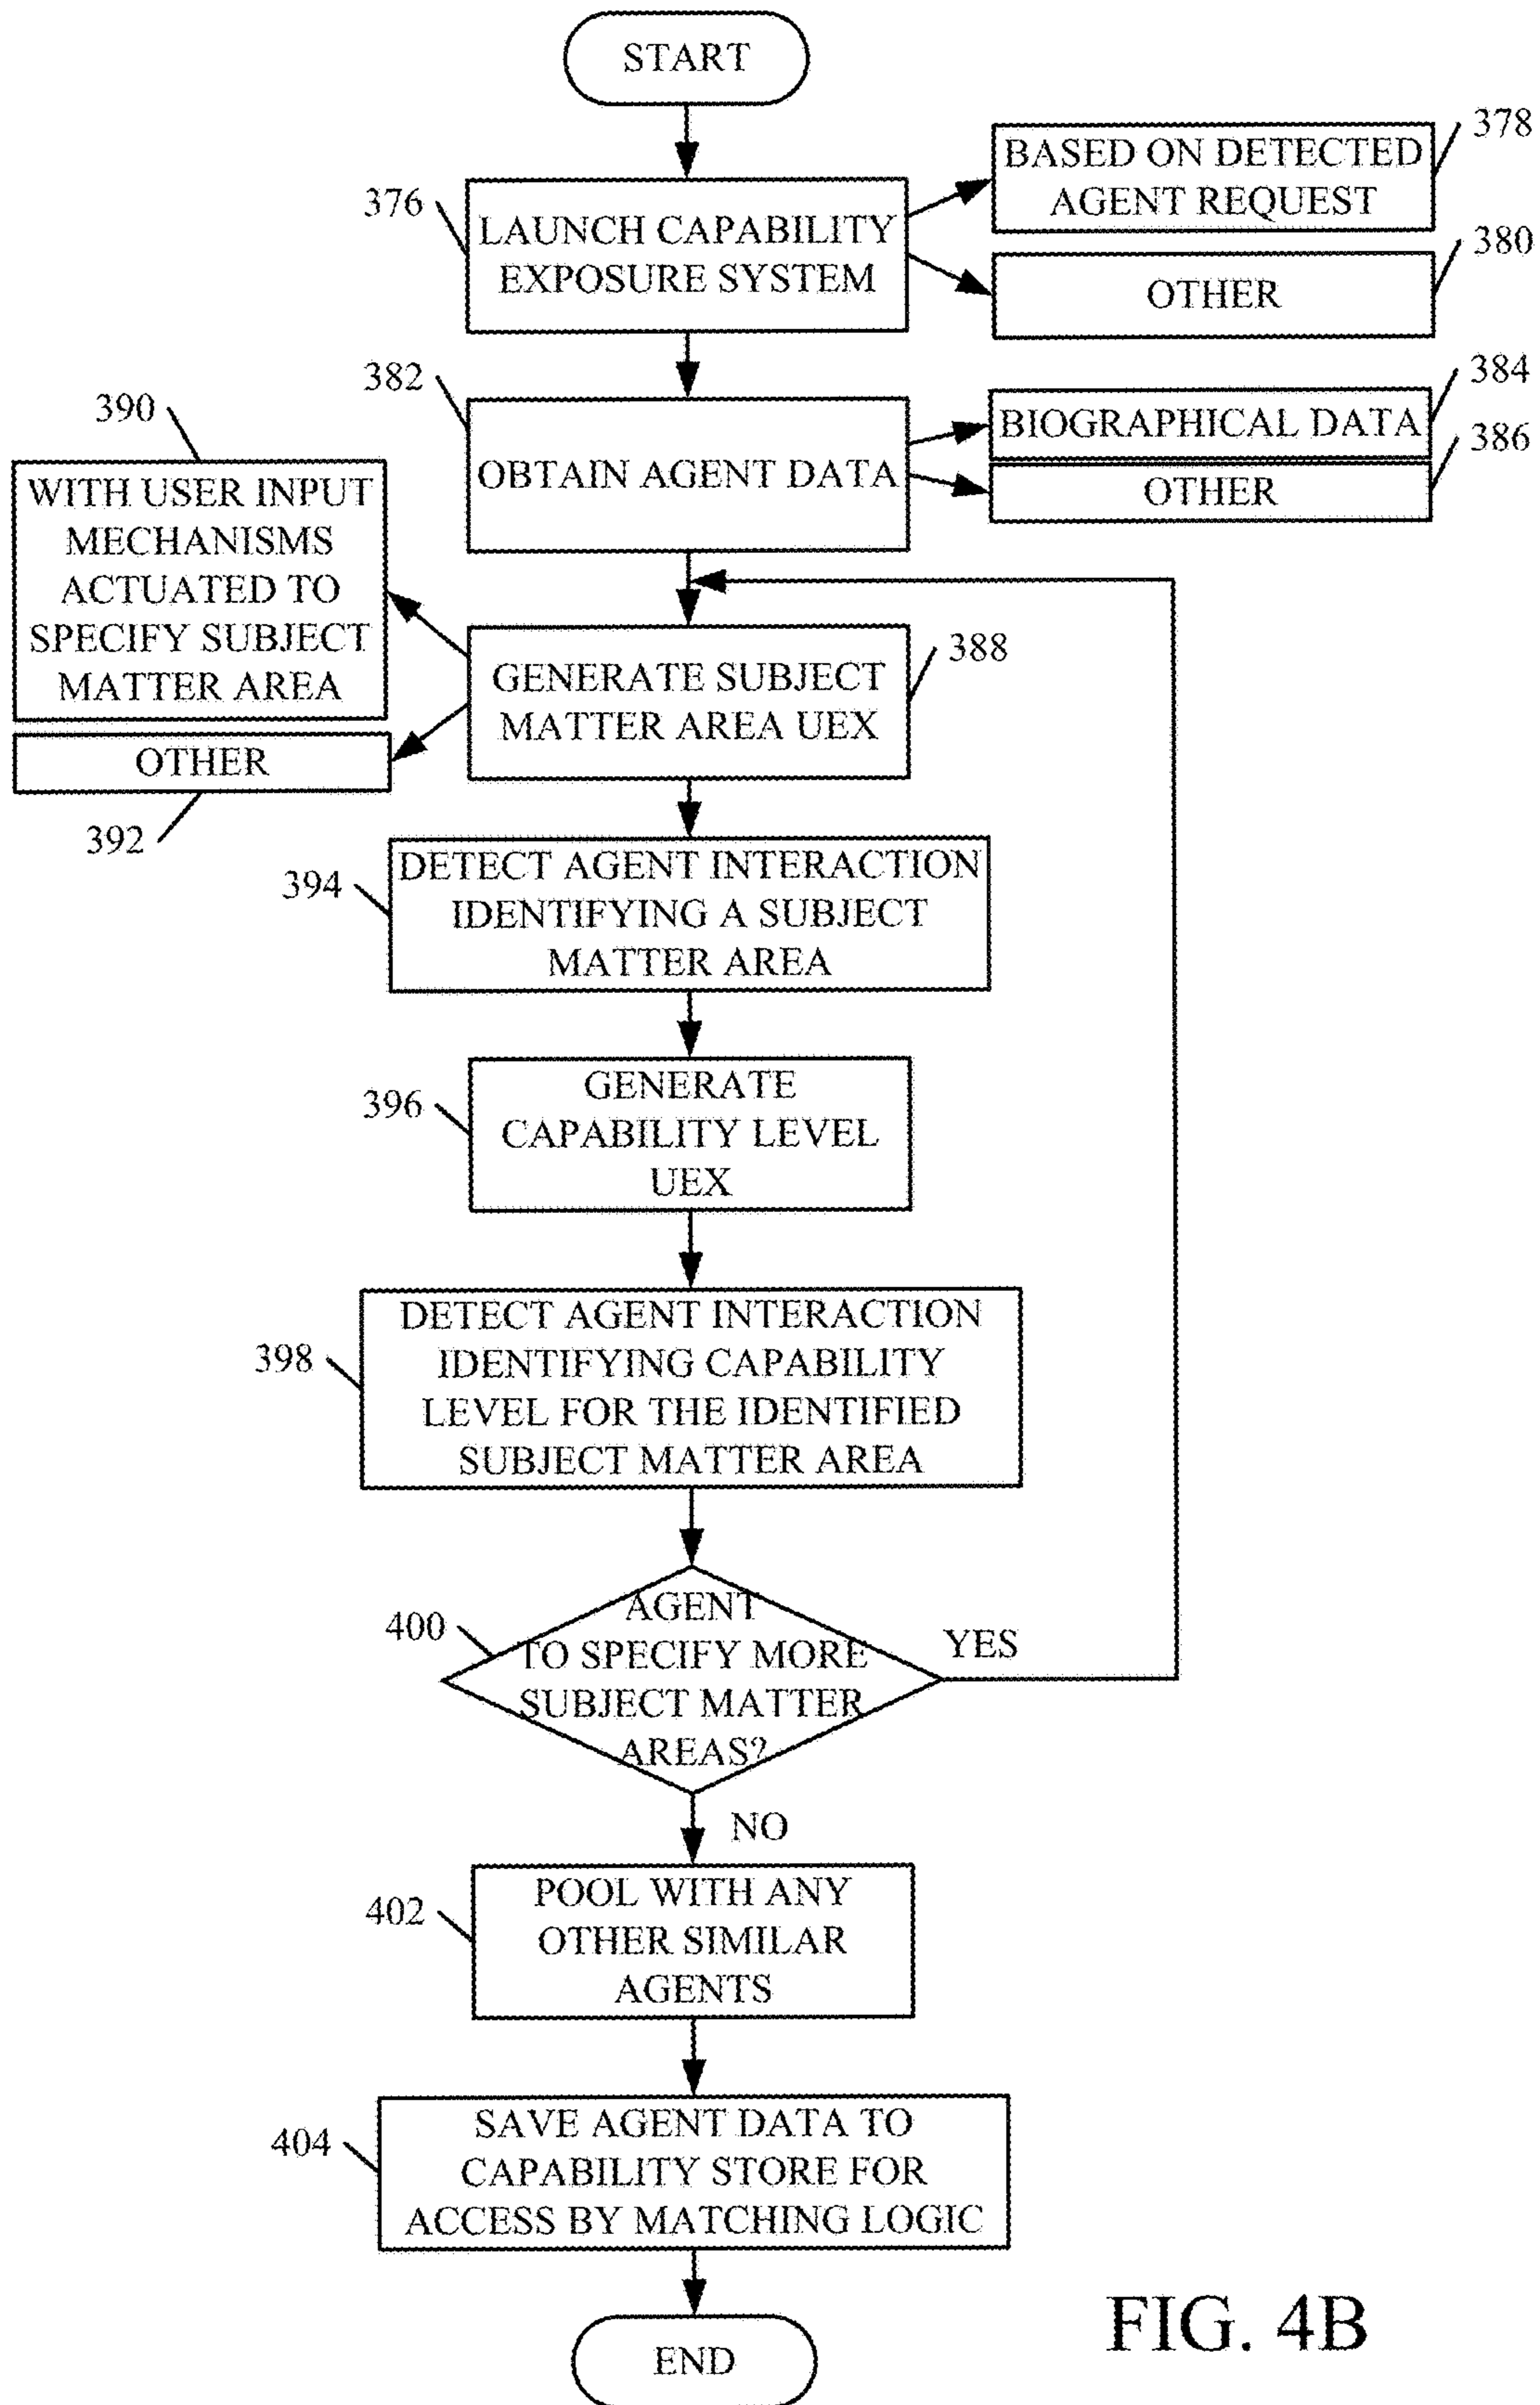 START
378
BASED ON DETECTED
AGENT REQUEST
376
LAUNCH CAPABILITY
EXPOSURE SYSTEM
380
OTHER
382
OBTAIN AGENT DATA
384
BIOGRAPHICAL DATA
386
OTHER
390
WITH USER INPUT
MECHANISMS
ACTUATED TO
SPECIFY SUBJECT
MATTER AREA
388
GENERATE SUBJECT
MATTER AREA UEX
OTHER
392
394
DETECT AGENT INTERACTION
IDENTIFYING A SUBJECT
MATTER AREA
396
GENERATE
CAPABILITY LEVEL
UEX
398
DETECT AGENT INTERACTION
IDENTIFYING CAPABILITY
LEVEL FOR THE IDENTIFIED
SUBJECT MATTER AREA
400
AGENT
TO SPECIFY MORE
SUBJECT MATTER
AREAS?
YES
NO
402
POOL WITH ANY
OTHER SIMILAR
AGENTS
404
SAVE AGENT DATA TO
CAPABILITY STORE FOR
ACCESS BY MATCHING LOGIC
END
FIG. 4B